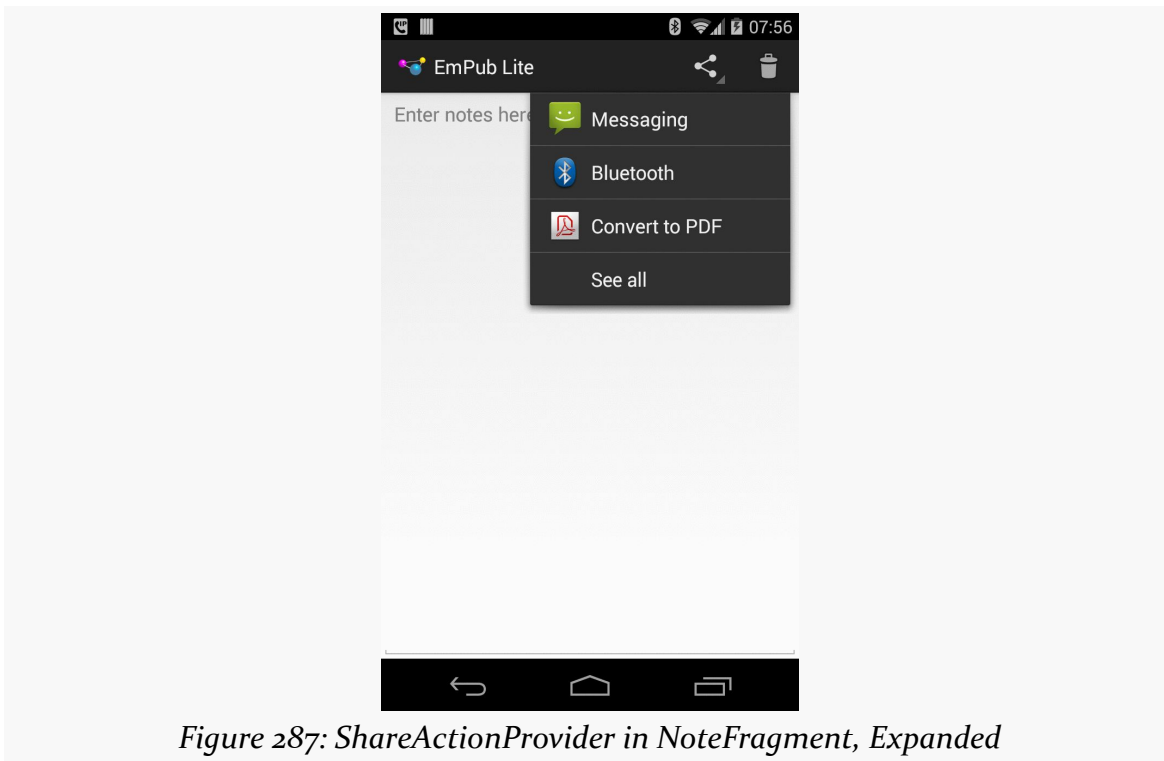 07:56
EmPub Lite
Enter notes here
Messaging
Bluetooth
Convert to PDF
See all
Figure 287: ShareActionProvider in NoteFragment, Expanded